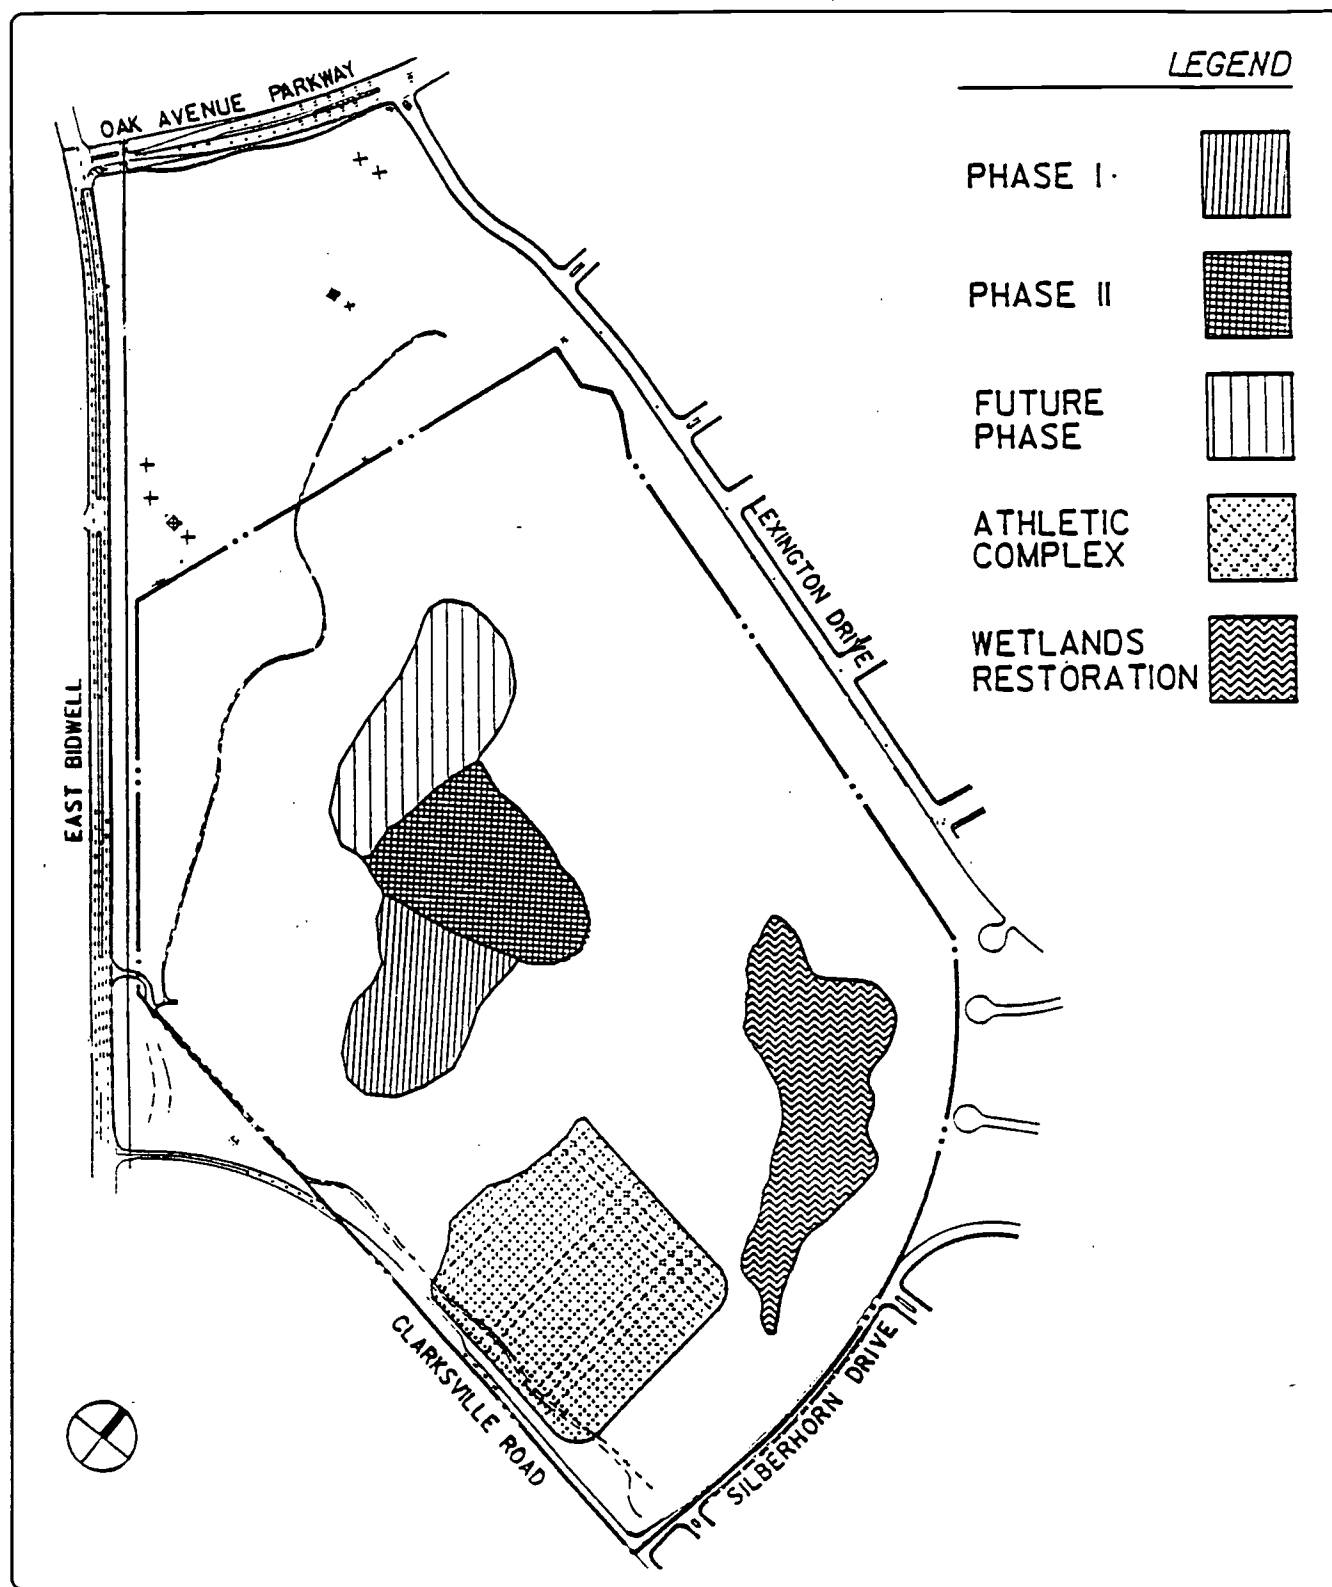 LEGEND
OAK AVENUE PARKWAY
PHASE I
PHASE II
FUTURE
PHASE
ATHLETIC
COMPLEX
WETLANDS
RESTORATION
LEXINGTON DRIVE
EAST BIDWELL
CLARKSVILLE ROAD
SILBERHORN DRIVE